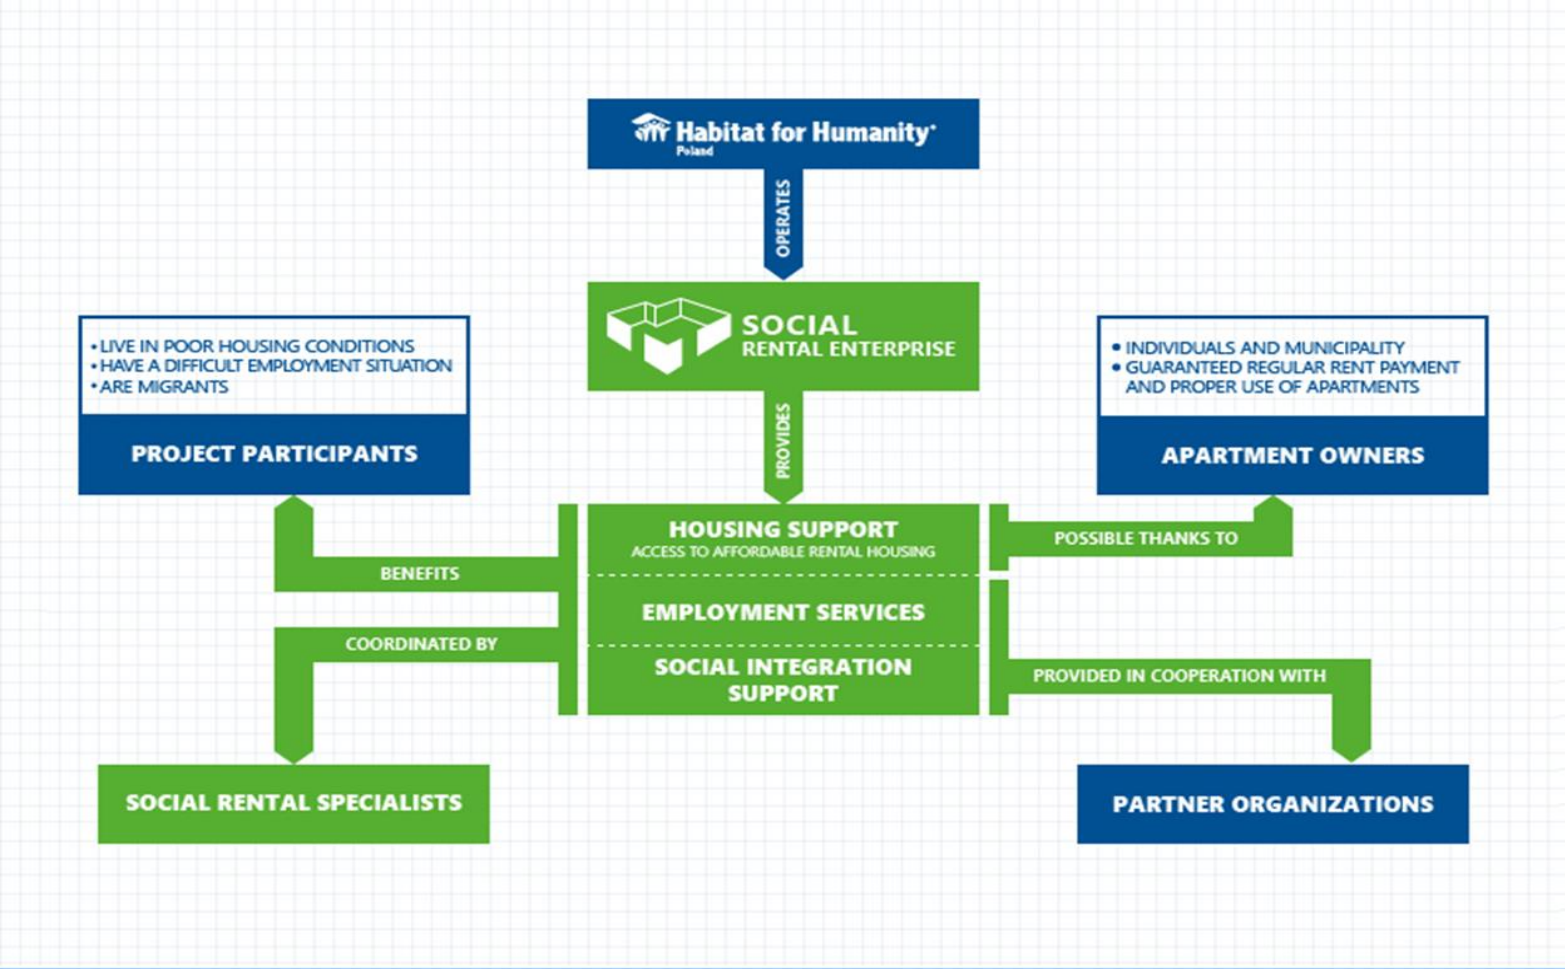 Habitat for Humanity®
Poland
OPERATES
SOCIAL
RENTAL ENTERPRISE
PROVIDES
• LIVE IN POOR HOUSING CONDITIONS
• HAVE A DIFFICULT EMPLOYMENT SITUATION
• ARE MIGRANTS
PROJECT PARTICIPANTS
• INDIVIDUALS AND MUNICIPALITY
• GUARANTEED REGULAR RENT PAYMENT
AND PROPER USE OF APARTMENTS
APARTMENT OWNERS
HOUSING SUPPORT
ACCESS TO AFFORDABLE RENTAL HOUSING
EMPLOYMENT SERVICES
SOCIAL INTEGRATION
SUPPORT
BENEFITS
COORDINATED BY
POSSIBLE THANKS TO
PROVIDED IN COOPERATION WITH
SOCIAL RENTAL SPECIALISTS
PARTNER ORGANIZATIONS